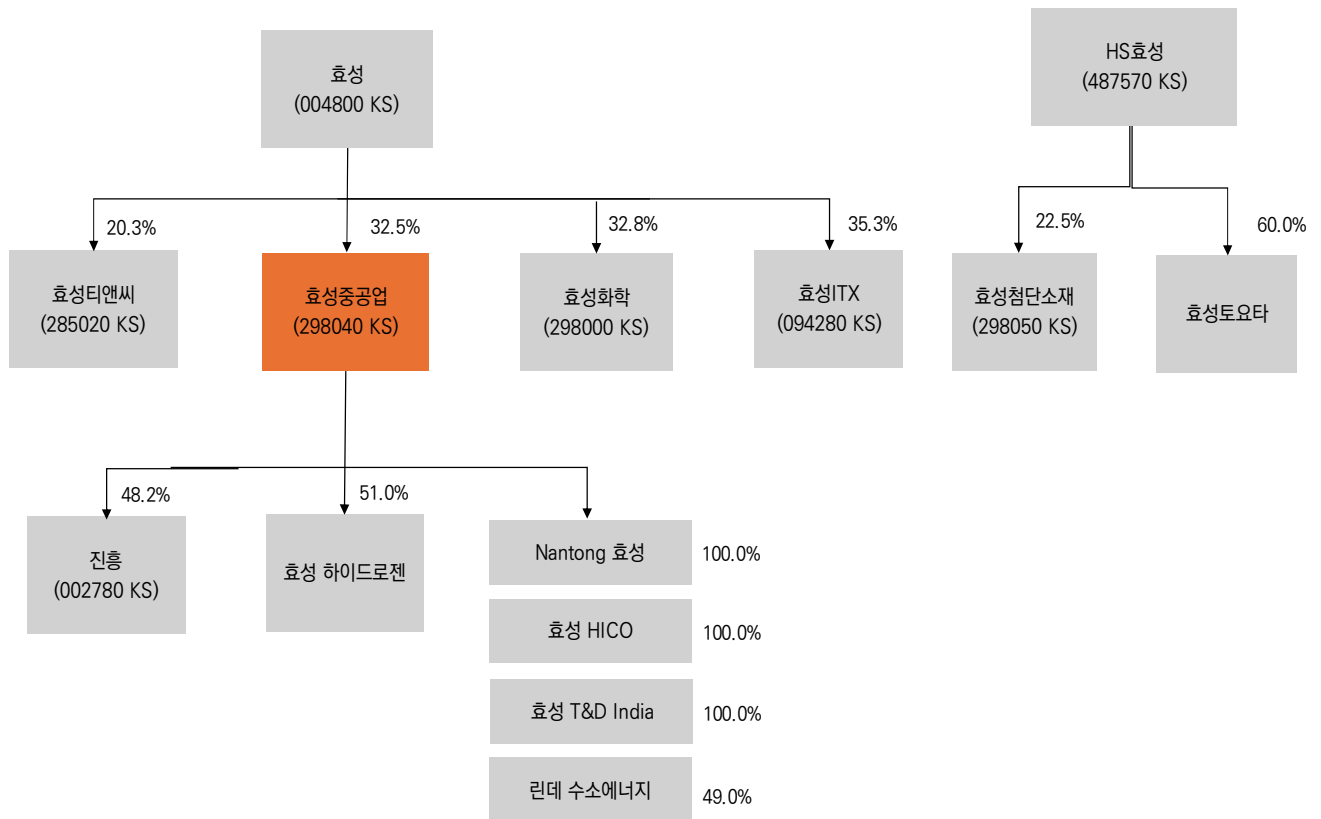 효성
(004800 KS)
HS효성
(487570 KS)
20.3%
32.5%
32.8%
35.3%
22.5%
60.0%
효성티앤씨
(285020 KS)
효성중공업
(298040 KS)
효성화학
(298000 KS)
효성ITX
(094280 KS)
효성첨단소재
(298050 KS)
효성토요타
48.2%
51.0%
진흥
(002780 KS)
효성 하이드로젠
Nantong 효성
100.0%
효성 HICO
100.0%
효성 T&D India
100.0%
린데 수소에너지
49.0%